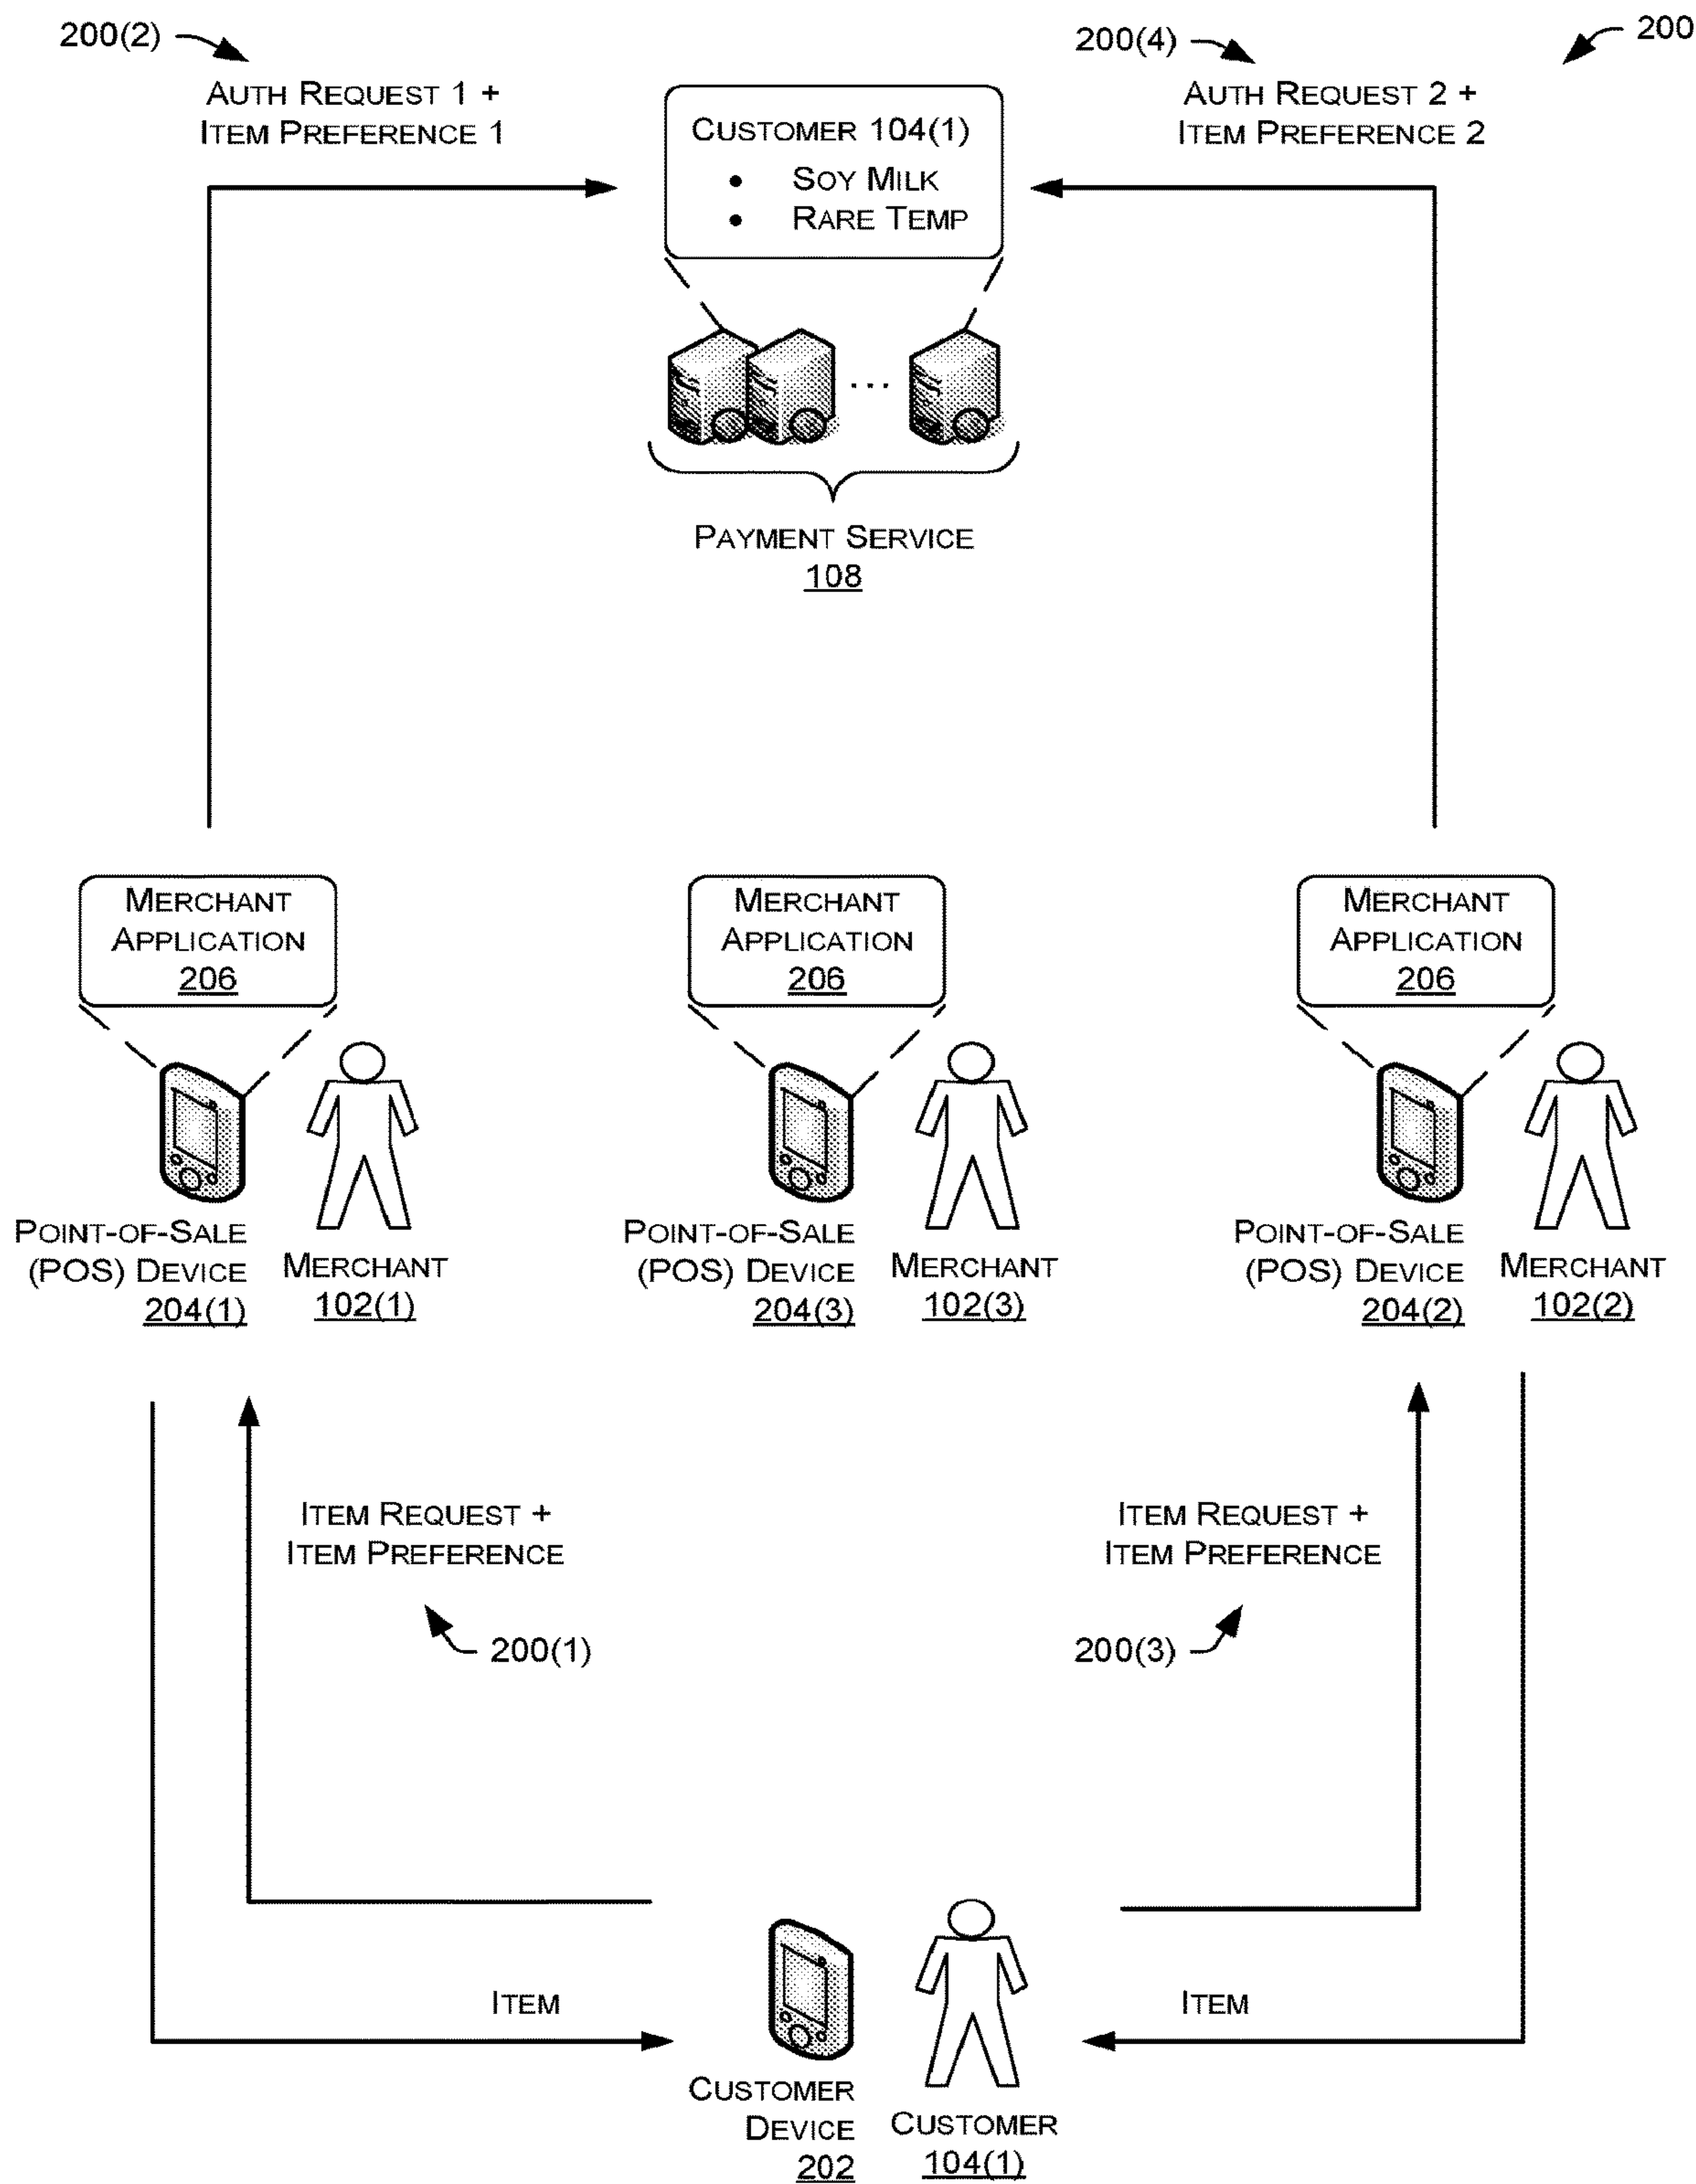 200(2)
200(4)
200
AUTH REQUEST 1 +
ITEM PREFERENCE 1
AUTH REQUEST 2 +
ITEM PREFERENCE 2
CUSTOMER 104(1)
• SOY MILK
• RARE TEMP
...
PAYMENT SERVICE
108
MERCHANT
APPLICATION
206
MERCHANT
APPLICATION
206
MERCHANT
APPLICATION
206
POINT-OF-SALE
(POS) DEVICE
204(1)
MERCHANT
102(1)
POINT-OF-SALE
(POS) DEVICE
204(3)
MERCHANT
102(3)
POINT-OF-SALE
(POS) DEVICE
204(2)
MERCHANT
102(2)
ITEM REQUEST +
ITEM PREFERENCE
200(1)
ITEM REQUEST +
ITEM PREFERENCE
200(3)
ITEM
ITEM
CUSTOMER
DEVICE
202
CUSTOMER
104(1)